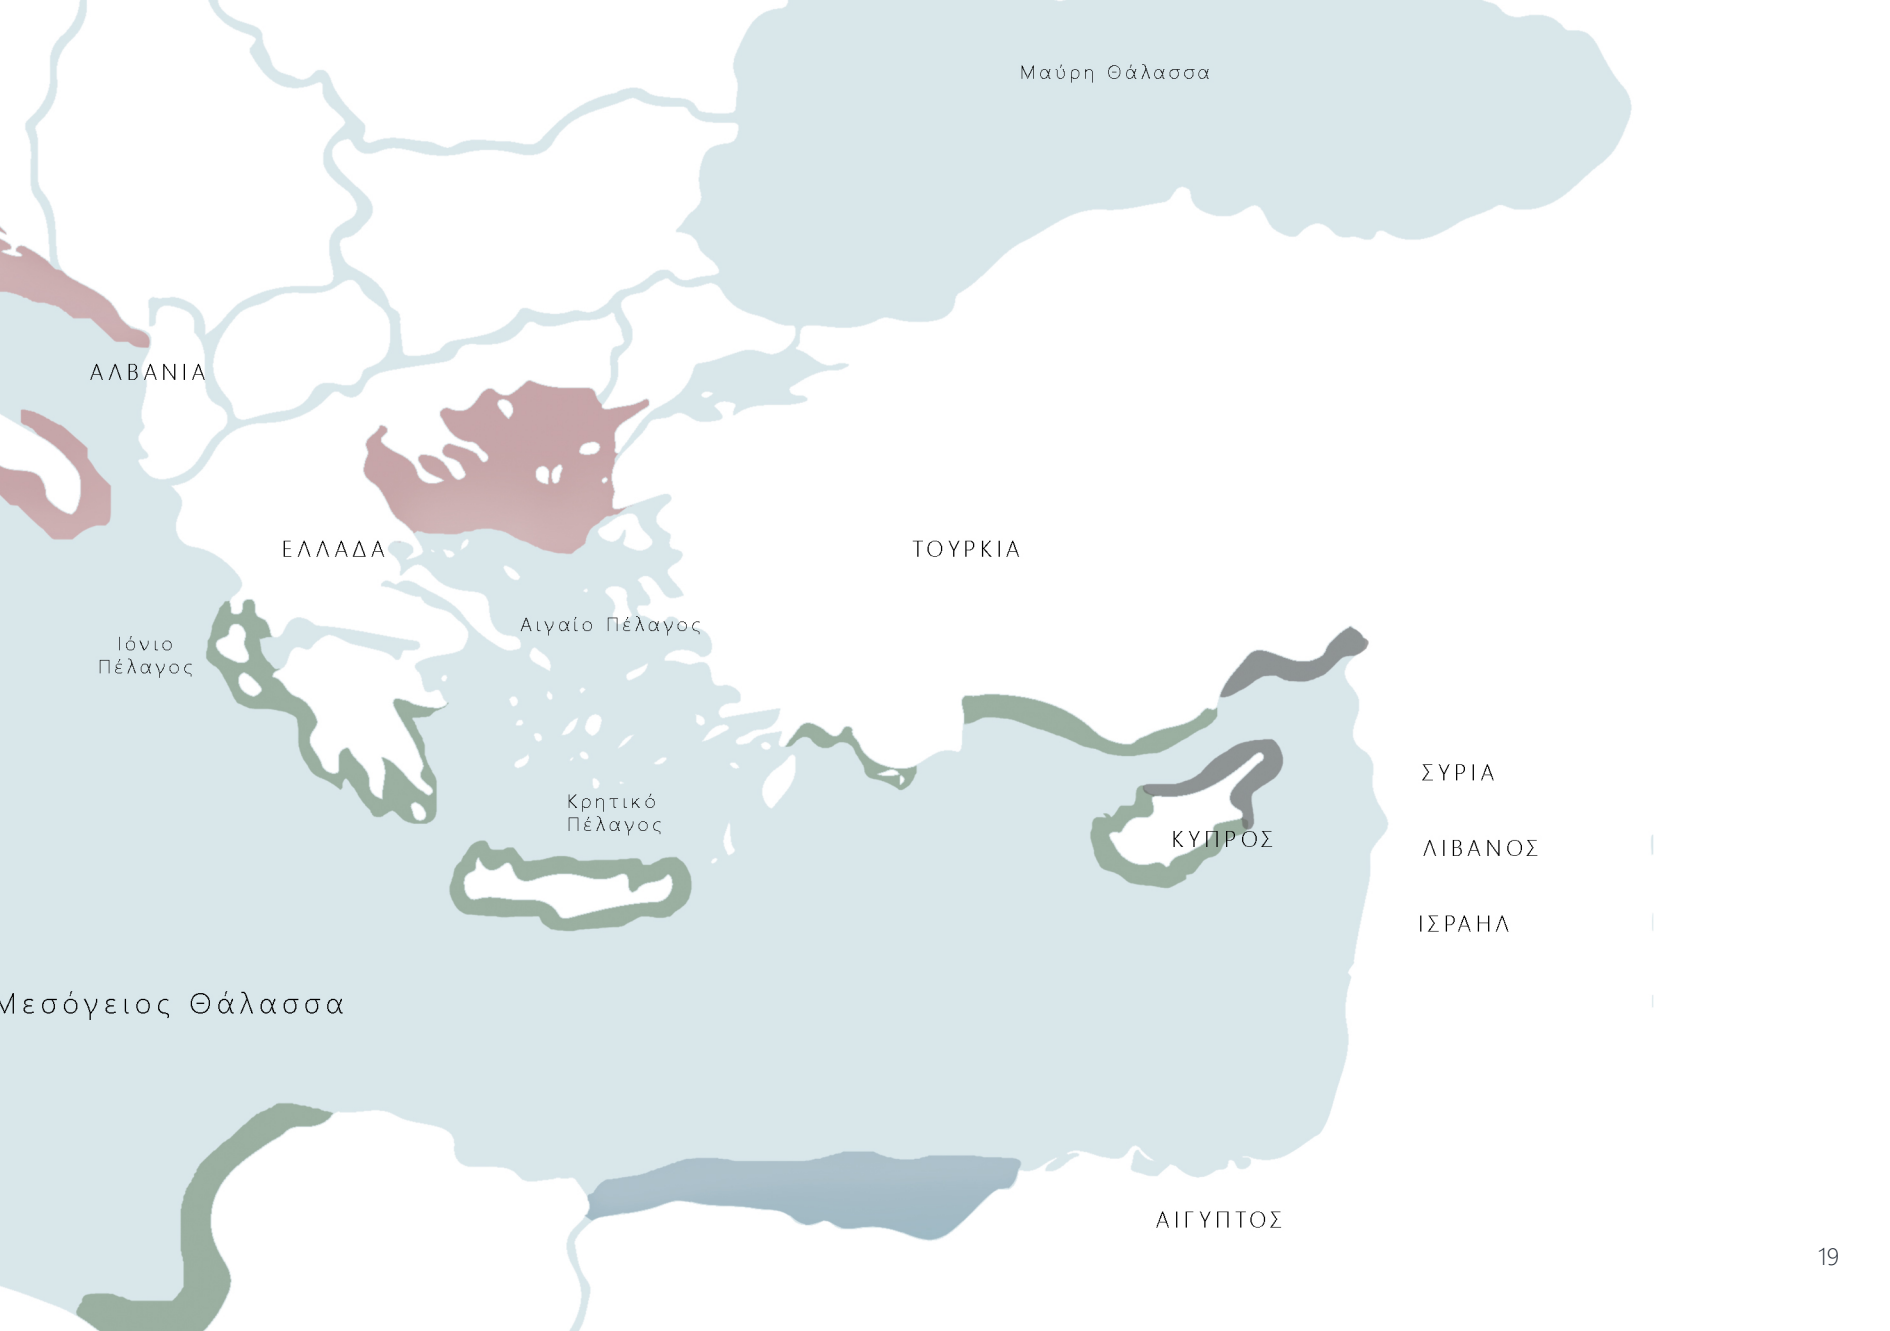 Μαύρη Θάλασσα
ΑΛΒΑΝΙΑ
ΕΛΛΑΔΑ
ΤΟΥΡΚΙΑ
Αιγαίο Πέλαγος
Ιόνιο
Πέλαγος
ΣΥΡΙΑ
Κρητικό
Πέλαγος
ΚΥΠΡΟΣ
ΛΙΒΑΝΟΣ
ΙΣΡΑΗΛ
Μεσόγειος Θάλασσα
ΑΙΓΥΠΤΟΣ
19